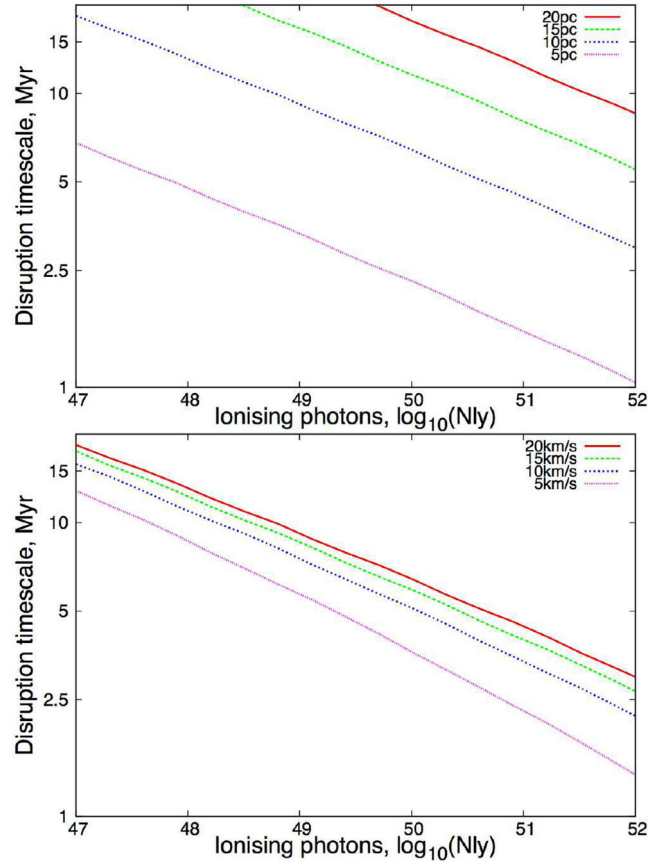 20pc
15pc
10pc
5pc
15
10
5
2.5
1
Disruption timescale, Myr
47 48 49 50 51 52
Ionising photons, log10(Nly)
20km/s
15km/s
10km/s
5km/s
15
10
5
2.5
1
Disruption timescale, Myr
47 48 49 50 51 52
Ionising photons, log10(Nly)